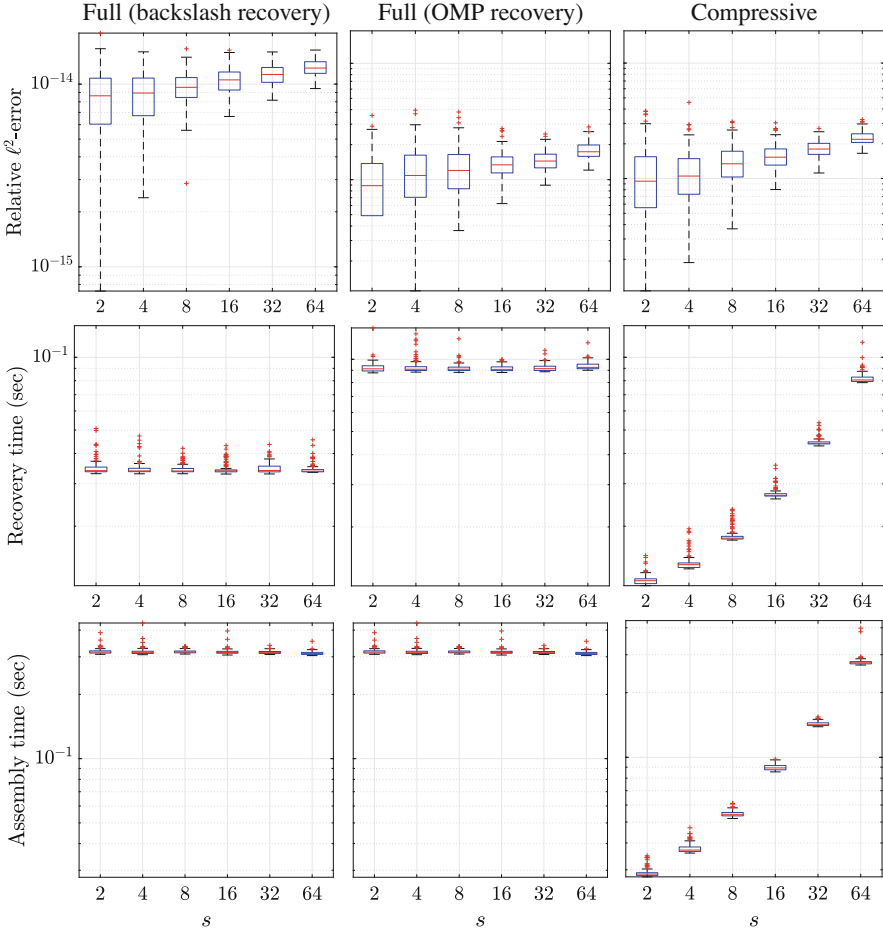 Full (backslash recovery) Full (OMP recovery) Compressive
Relative ℓ²-error
10⁻¹⁴
10⁻¹⁵
2 4 8 16 32 64 2 4 8 16 32 64 2 4 8 16 32 64
Recovery time (sec)
10⁻¹
2 4 8 16 32 64 2 4 8 16 32 64 2 4 8 16 32 64
Assembly time (sec)
10⁻¹
2 4 8 16 32 64 2 4 8 16 32 64 2 4 8 16 32 64
s s s